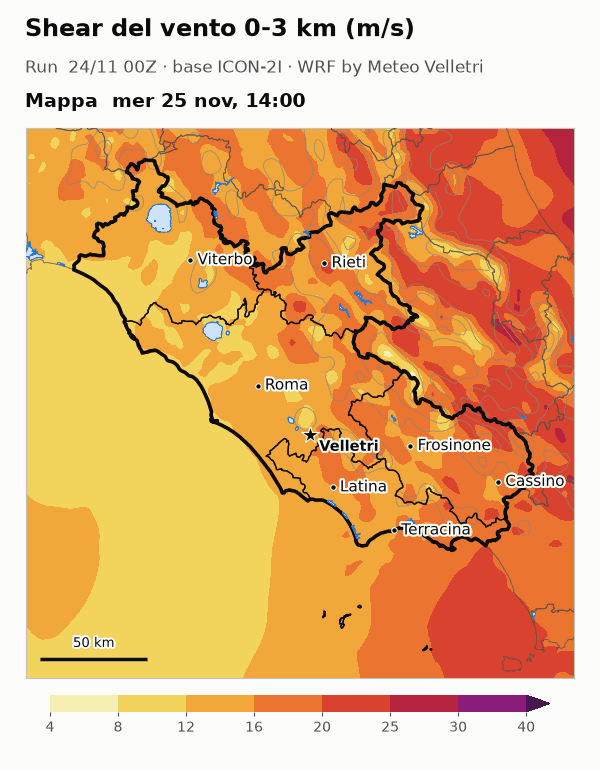 Shear del vento 0-3 km (m/s)
Run  24/11 00Z · base ICON-2I · WRF by Meteo Velletri
Mappa  mer 25 nov, 14:00
Viterbo
Rieti
Roma
Velletri
Frosinone
Cassino
Latina
Terracina
50 km
4 8 12 16 20 25 30 40